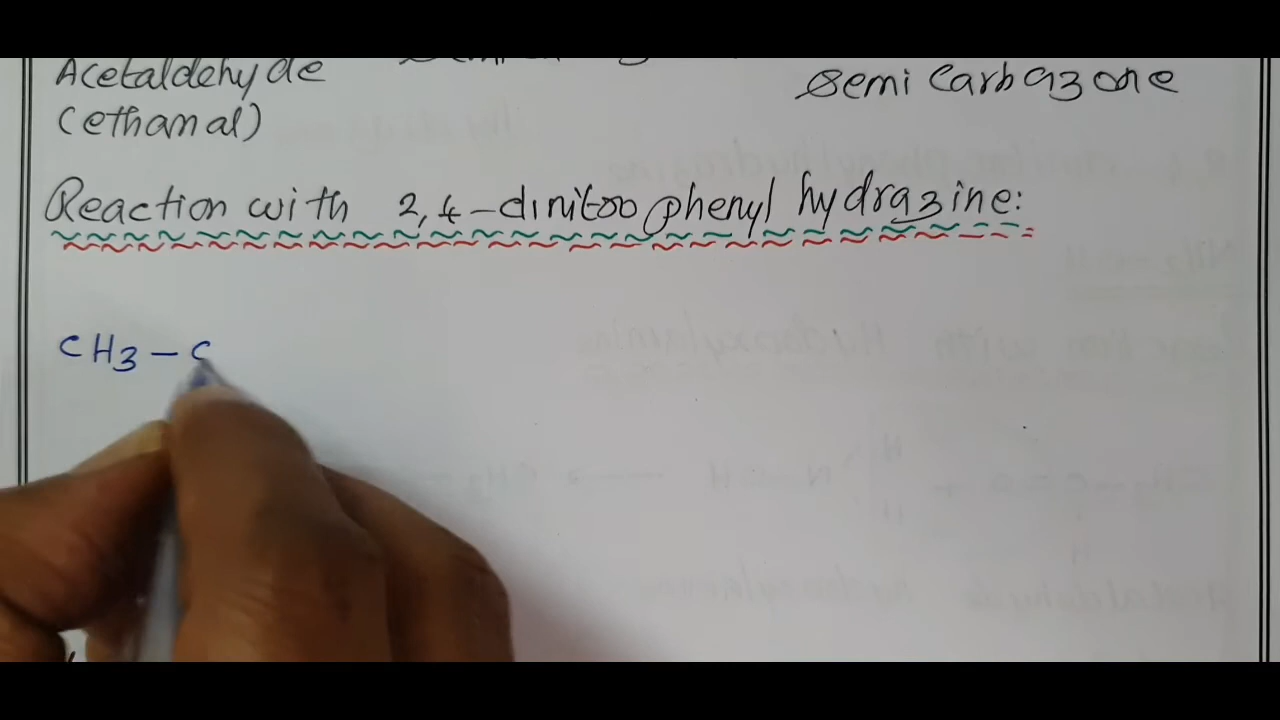 Acetaldehyde
Semi Carbazone
(ethanal)
Reaction with 2,4-dinitro phenyl hydrazine:
CH3-C